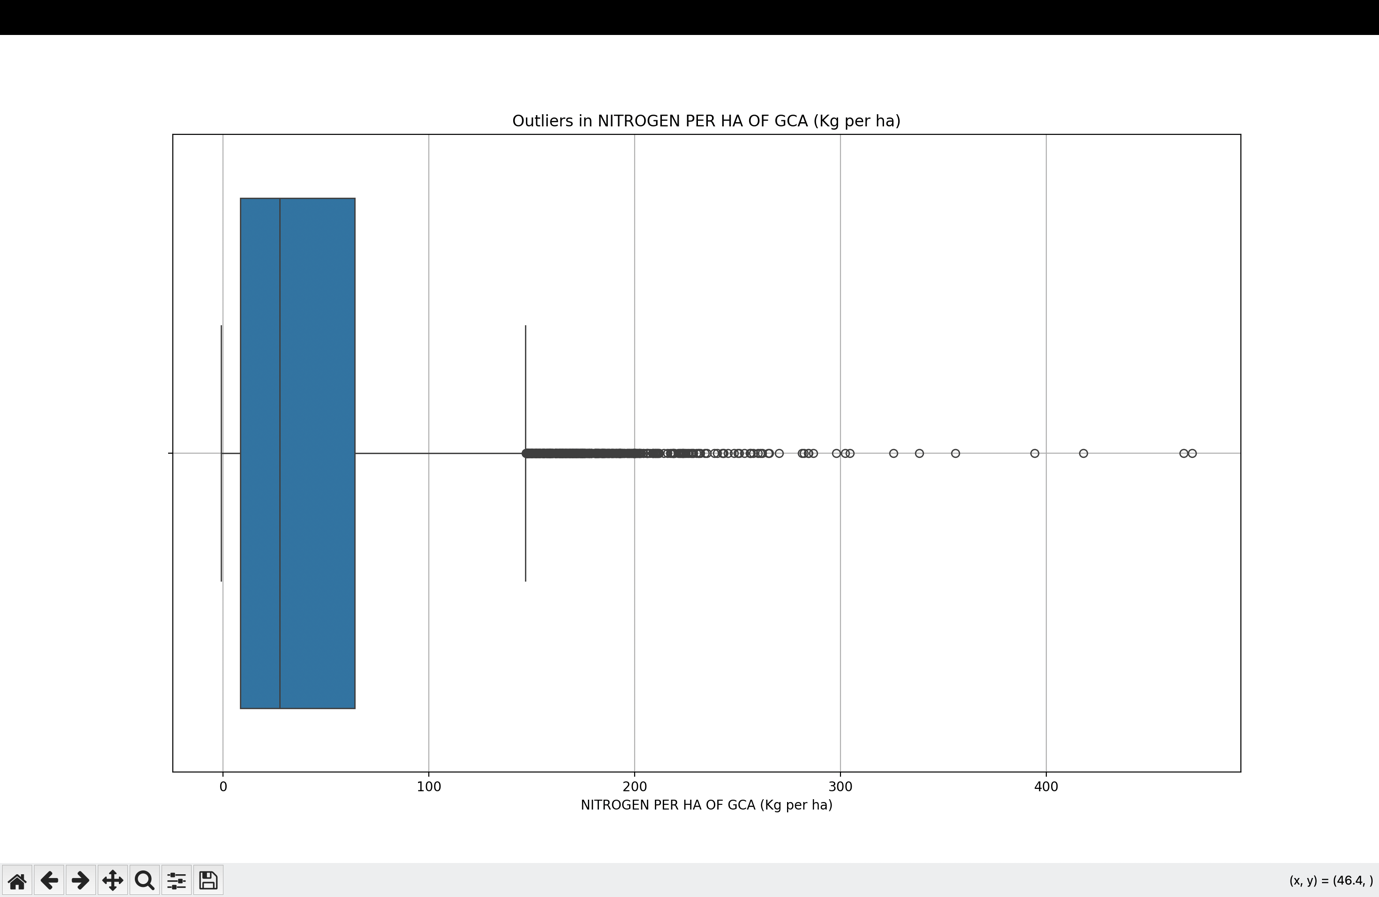 Outliers in NITROGEN PER HA OF GCA (Kg per ha)
0 100 200 300 400
NITROGEN PER HA OF GCA (Kg per ha)
(x, y) = (46.4, )